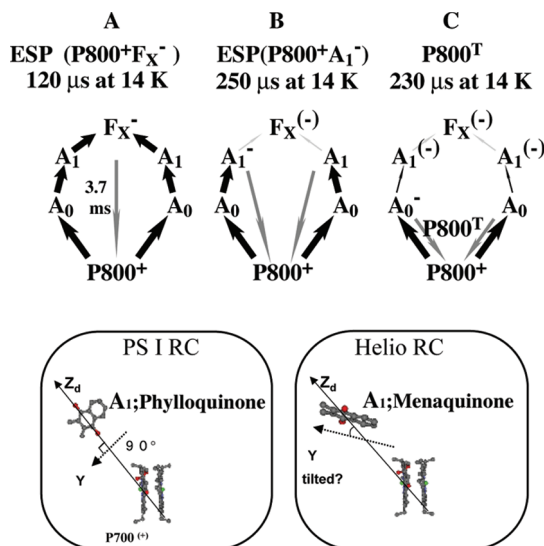 A
ESP (P800⁺Fₓ⁻ )
120 μs at 14 K
Fₓ⁻
A₁ A₁
3.7
ms
A₀ A₀
P800⁺
B
ESP(P800⁺A₁⁻)
250 μs at 14 K
Fₓ⁽⁻⁾
A₁⁻ A₁
A₀ A₀
P800⁺
C
P800ᵀ
230 μs at 14 K
Fₓ⁽⁻⁾
A₁⁽⁻⁾ A₁⁽⁻⁾
A₀⁻ A₀
P800ᵀ
P800⁺
PS I RC
Z_d
A₁;Phylloquinone
90°
Y
P700⁽⁺⁾
Helio RC
Z_d
A₁;Menaquinone
Y
tilted?